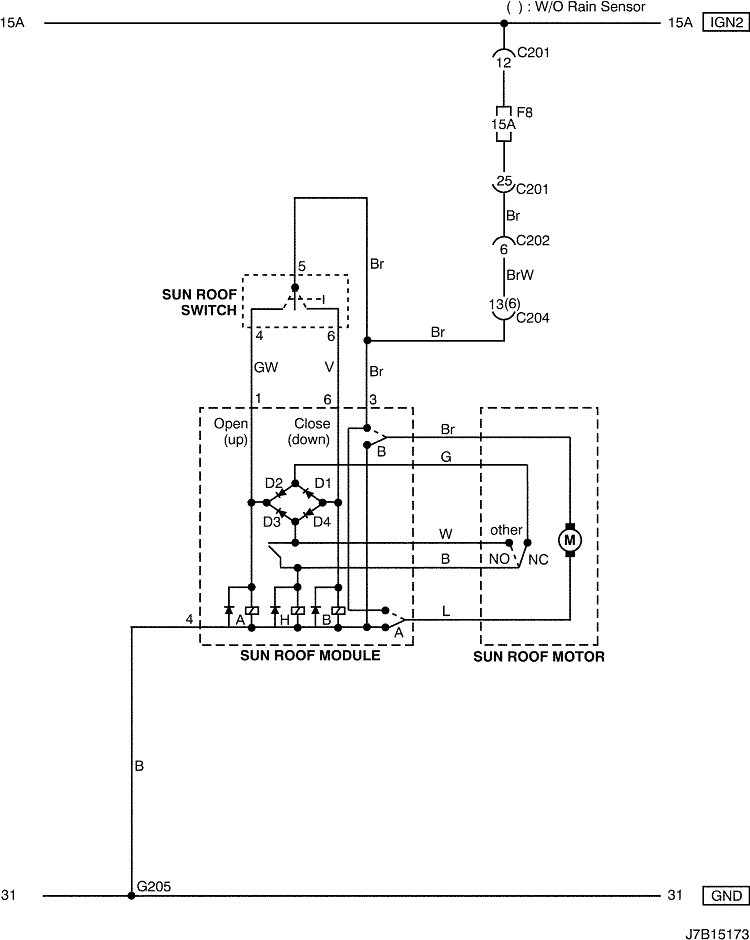 ( ) : W/O Rain Sensor
15A
15A
IGN2
C201
12
F8
15A
25
C201
Br
C202
6
BrW
13(6)
C204
5
Br
SUN ROOF
SWITCH
4
6
Br
GW
V
Br
1
6
3
Open
(up)
Close
(down)
Br
B
G
D2
D1
D3
D4
other
W
M
NO
NC
B
A
H
B
L
4
A
SUN ROOF MODULE
SUN ROOF MOTOR
B
G205
31
31
GND
J7B15173